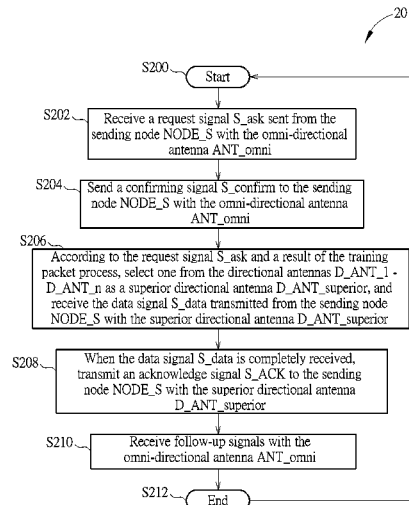 20
S200
Start
S202
Receive a request signal S_ask sent from the
sending node NODE_S with the omni-directional
antenna ANT_omni
S204
Send a confirming signal S_confirm to the sending
node NODE_S with the omni-directional antenna
ANT_omni
S206
According to the request signal S_ask and a result of the training
packet process, select one from the directional antennas D_ANT_1 -
D_ANT_n as a superior directional antenna D_ANT_superior, and
receive the data signal S_data transmitted from the sending node
NODE_S with the superior directional antenna D_ANT_superior
S208
When the data signal S_data is completely received,
transmit an acknowledge signal S_ACK to the sending
node NODE_S with the superior directional antenna
D_ANT_superior
S210
Receive follow-up signals with the
omni-directional antenna ANT_omni
S212
End